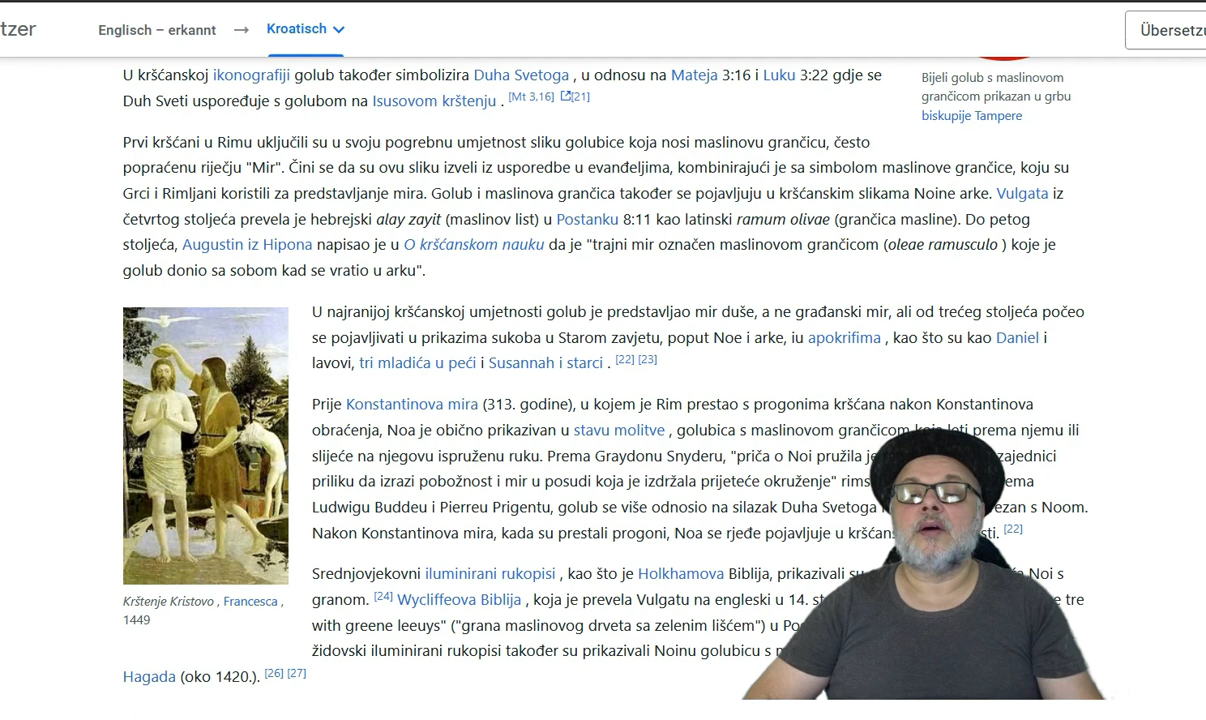 tzer
Englisch – erkannt → Kroatisch
Übersetzu
U kršćanskoj ikonografiji golub također simbolizira Duha Svetoga , u odnosu na Mateja 3:16 i Luku 3:22 gdje se
Duh Sveti uspoređuje s golubom na Isusovom krštenju . [Mt 3,16] [21]
Bijeli golub s maslinovom
grančicom prikazan u grbu
biskupije Tampere
Prvi kršćani u Rimu uključili su u svoju pogrebnu umjetnost sliku golubice koja nosi maslinovu grančicu, često
popraćenu riječju "Mir". Čini se da su ovu sliku izveli iz usporedbe u evanđeljima, kombinirajući je sa simbolom maslinove grančice, koju su
Grci i Rimljani koristili za predstavljanje mira. Golub i maslinova grančica također se pojavljuju u kršćanskim slikama Noine arke. Vulgata iz
četvrtog stoljeća prevela je hebrejski alay zayit (maslinov list) u Postanku 8:11 kao latinski ramum olivae (grančica masline). Do petog
stoljeća, Augustin iz Hipona napisao je u O kršćanskom nauku da je "trajni mir označen maslinovom grančicom (oleae ramusculo ) koje je
golub donio sa sobom kad se vratio u arku".
U najranijoj kršćanskoj umjetnosti golub je predstavljao mir duše, a ne građanski mir, ali od trećeg stoljeća počeo
se pojavljivati u prikazima sukoba u Starom zavjetu, poput Noe i arke, iu apokrifima , kao što su kao Daniel i
lavovi, tri mladića u peći i Susannah i starci . [22] [23]
Prije Konstantinova mira (313. godine), u kojem je Rim prestao s progonima kršćana nakon Konstantinova
obraćenja, Noa je obično prikazivan u stavu molitve , golubica s maslinovom grančicom koja leti prema njemu ili
slijeće na njegovu ispruženu ruku. Prema Graydonu Snyderu, "priča o Noi pružila je zajednici
priliku da izrazi pobožnost i mir u posudi koja je izdržala prijeteće okruženje" rims ema
Ludwigu Buddeu i Pierreu Prigentu, golub se više odnosio na silazak Duha Svetoga ezan s Noom.
Nakon Konstantinova mira, kada su prestali progoni, Noa se rjeđe pojavljuje u kršćans sti. [22]
Srednjovjekovni iluminirani rukopisi , kao što je Holkhamova Biblija, prikazivali su Noi s
granom. [24] Wycliffeova Biblija , koja je prevela Vulgatu na engleski u 14. st e tre
with greene leeuys" ("grana maslinovog drveta sa zelenim lišćem") u Po
židovski iluminirani rukopisi također su prikazivali Noinu golubicu s
Hagada (oko 1420.). [26] [27]
Krštenje Kristovo , Francesca ,
1449